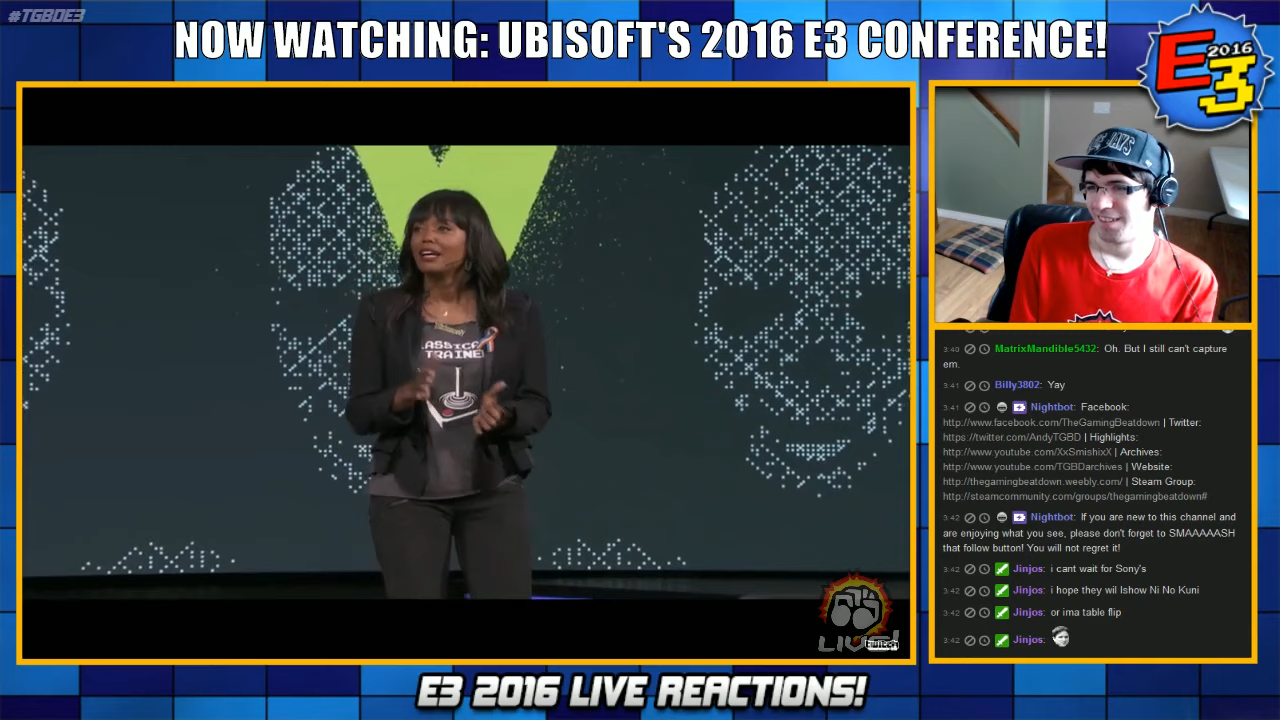 #TGBDE3
NOW WATCHING: UBISOFT'S 2016 E3 CONFERENCE!
E3
2016
JAYS
CLASSICALLY
TRAINED
LIVE!
twitch
3:40 MatrixMandible5432: Oh. But I still can't capture
em.
3:41 Billy3802: Yay
3:41 Nightbot: Facebook:
http://www.facebook.com/TheGamingBeatdown | Twitter:
https://twitter.com/AndyTGBD | Highlights:
http://www.youtube.com/XxSmishixX | Archives:
http://www.youtube.com/TGBDarchives | Website:
http://thegamingbeatdown.weebly.com/ | Steam Group:
http://steamcommunity.com/groups/thegamingbeatdown#
3:42 Nightbot: If you are new to this channel and
are enjoying what you see, please don't forget to SMAAAAASH
that follow button! You will not regret it!
3:42 Jinjos: i cant wait for Sony's
3:42 Jinjos: i hope they wil lshow Ni No Kuni
3:42 Jinjos: or ima table flip
3:42 Jinjos:
E3 2016 LIVE REACTIONS!